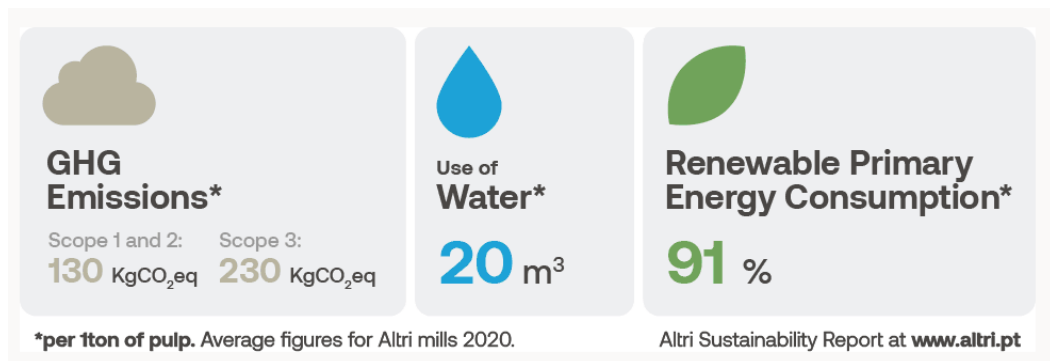 GHG
Emissions*
Scope 1 and 2:
130 KgCO₂eq
Scope 3:
230 KgCO₂eq
Use of
Water*
20 m³
Renewable Primary
Energy Consumption*
91 %
*per 1ton of pulp. Average figures for Altri mills 2020.
Altri Sustainability Report at www.altri.pt